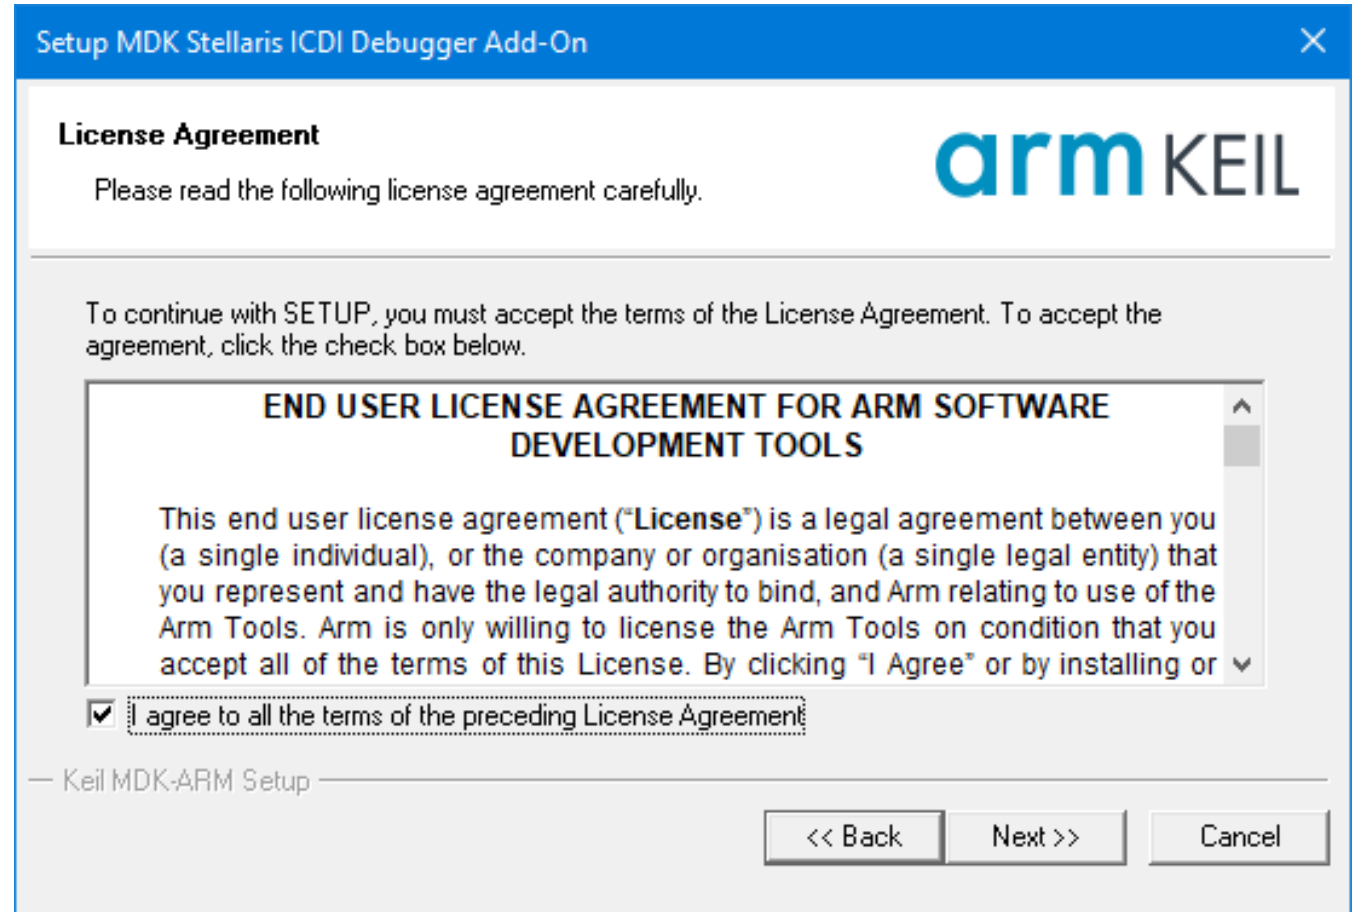 Setup MDK Stellaris ICDI Debugger Add-On
License Agreement
Please read the following license agreement carefully.
arm KEIL
To continue with SETUP, you must accept the terms of the License Agreement. To accept the
agreement, click the check box below.
END USER LICENSE AGREEMENT FOR ARM SOFTWARE
DEVELOPMENT TOOLS
This end user license agreement (“License”) is a legal agreement between you
(a single individual), or the company or organisation (a single legal entity) that
you represent and have the legal authority to bind, and Arm relating to use of the
Arm Tools. Arm is only willing to license the Arm Tools on condition that you
accept all of the terms of this License. By clicking “I Agree” or by installing or
I agree to all the terms of the preceding License Agreement
Keil MDK-ARM Setup
<< Back
Next >>
Cancel